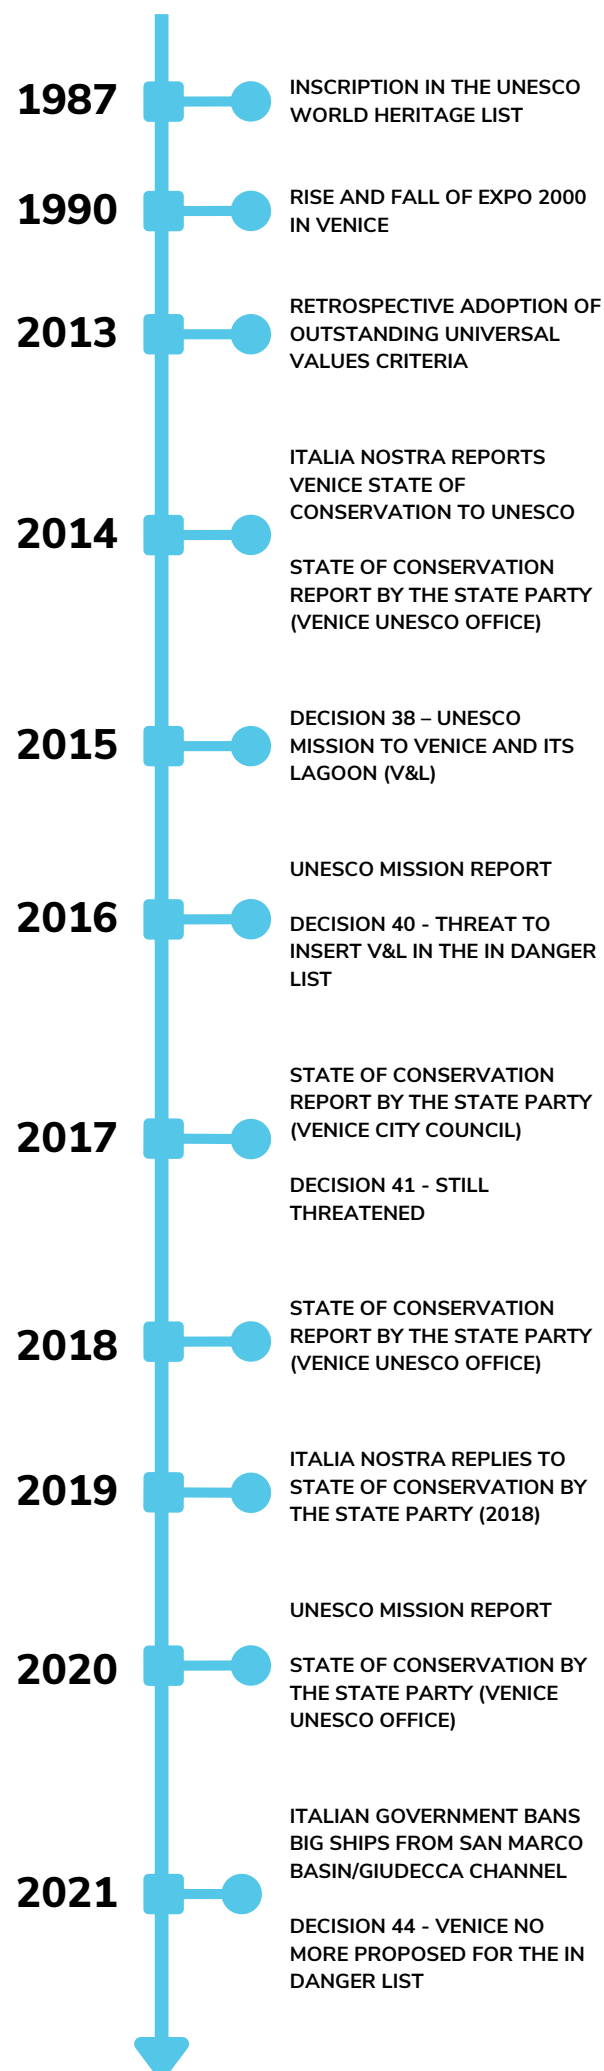 1987
INSCRIPTION IN THE UNESCO
WORLD HERITAGE LIST
1990
RISE AND FALL OF EXPO 2000
IN VENICE
2013
RETROSPECTIVE ADOPTION OF
OUTSTANDING UNIVERSAL
VALUES CRITERIA
2014
ITALIA NOSTRA REPORTS
VENICE STATE OF
CONSERVATION TO UNESCO
STATE OF CONSERVATION
REPORT BY THE STATE PARTY
(VENICE UNESCO OFFICE)
2015
DECISION 38 – UNESCO
MISSION TO VENICE AND ITS
LAGOON (V&L)
2016
UNESCO MISSION REPORT
DECISION 40 - THREAT TO
INSERT V&L IN THE IN DANGER
LIST
2017
STATE OF CONSERVATION
REPORT BY THE STATE PARTY
(VENICE CITY COUNCIL)
DECISION 41 - STILL
THREATENED
2018
STATE OF CONSERVATION
REPORT BY THE STATE PARTY
(VENICE UNESCO OFFICE)
2019
ITALIA NOSTRA REPLIES TO
STATE OF CONSERVATION BY
THE STATE PARTY (2018)
2020
UNESCO MISSION REPORT
STATE OF CONSERVATION BY
THE STATE PARTY (VENICE
UNESCO OFFICE)
2021
ITALIAN GOVERNMENT BANS
BIG SHIPS FROM SAN MARCO
BASIN/GIUDECCA CHANNEL
DECISION 44 - VENICE NO
MORE PROPOSED FOR THE IN
DANGER LIST